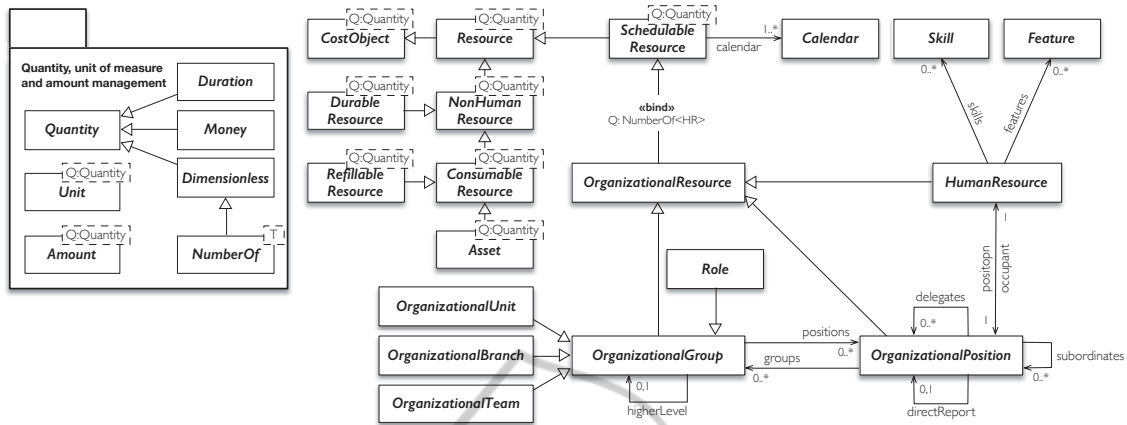 Quantity, unit of measure
and amount management
Duration
Quantity
Money
Q:Quantity
Unit
Dimensionless
Q:Quantity
Amount
T
NumberOf
Q:Quantity
CostObject
Q:Quantity
Resource
Q:Quantity
Schedulable
Resource
1..*
calendar
Calendar
Skill
0..*
Feature
0..*
Q:Quantity
Durable
Resource
Q:Quantity
NonHuman
Resource
«bind»
Q: NumberOf<HR>
skills
features
Q:Quantity
Refillable
Resource
Q:Quantity
Consumable
Resource
OrganizationalResource
HumanResource
Q:Quantity
Asset
Role
1
positopn
occupant
1
OrganizationalUnit
OrganizationalBranch
OrganizationalTeam
OrganizationalGroup
positions
0..*
groups
0..*
0,1
higherLevel
delegates
0..*
OrganizationalPosition
subordinates
0..*
0,1
directReport